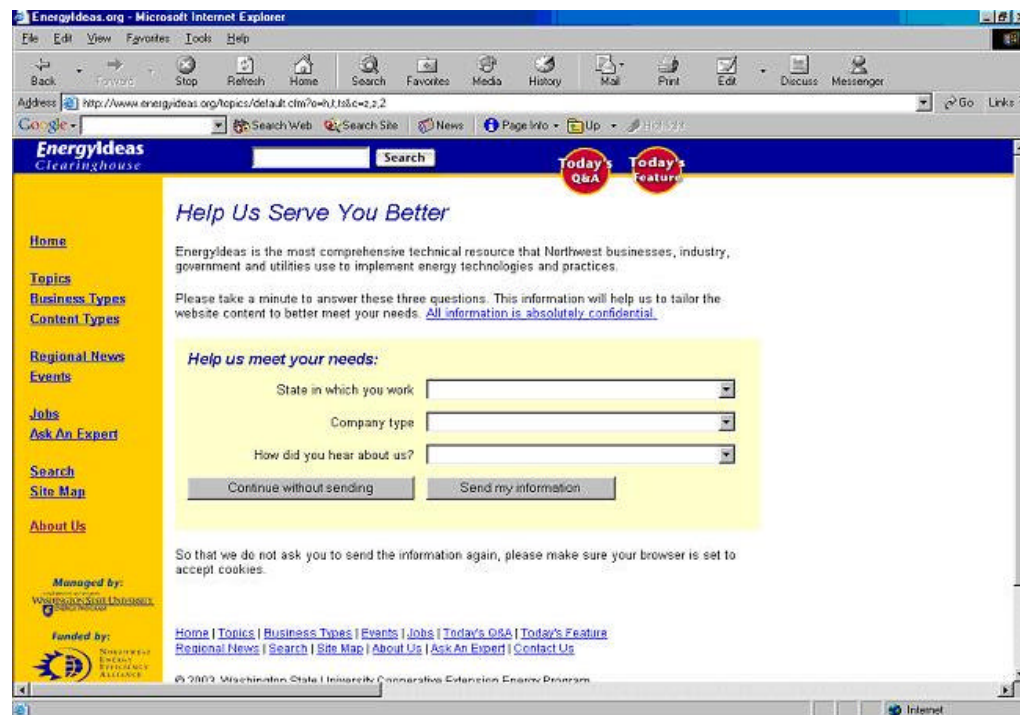 EnergyIdeas.org - Microsoft Internet Explorer
File Edit View Favorites Tools Help
Back Forward Stop Refresh Home Search Favorites Media History Mail Print Edit Discuss Messenger
Address http://www.energyideas.org/topics/default.cfm?o=h,t,ts&c=z,z,2 Go Links
Google Search Web Search Site News Page Info Up
EnergyIdeas
Clearinghouse
Search
Today's
Q&A
Today's
Feature
Home
Topics
Business Types
Content Types
Regional News
Events
Jobs
Ask An Expert
Search
Site Map
About Us
Managed by:
WASHINGTON STATE UNIVERSITY
Funded by:
NORTHWEST
ENERGY
EFFICIENCY
ALLIANCE
Help Us Serve You Better
EnergyIdeas is the most comprehensive technical resource that Northwest businesses, industry,
government and utilities use to implement energy technologies and practices.
Please take a minute to answer these three questions. This information will help us to tailor the
website content to better meet your needs. All information is absolutely confidential.
Help us meet your needs:
State in which you work
Company type
How did you hear about us?
Continue without sending Send my information
So that we do not ask you to send the information again, please make sure your browser is set to
accept cookies.
Home | Topics | Business Types | Events | Jobs | Today's Q&A | Today's Feature
Regional News | Search | Site Map | About Us | Ask An Expert | Contact Us
© 2003 Washington State University Cooperative Extension Energy Program
Internet